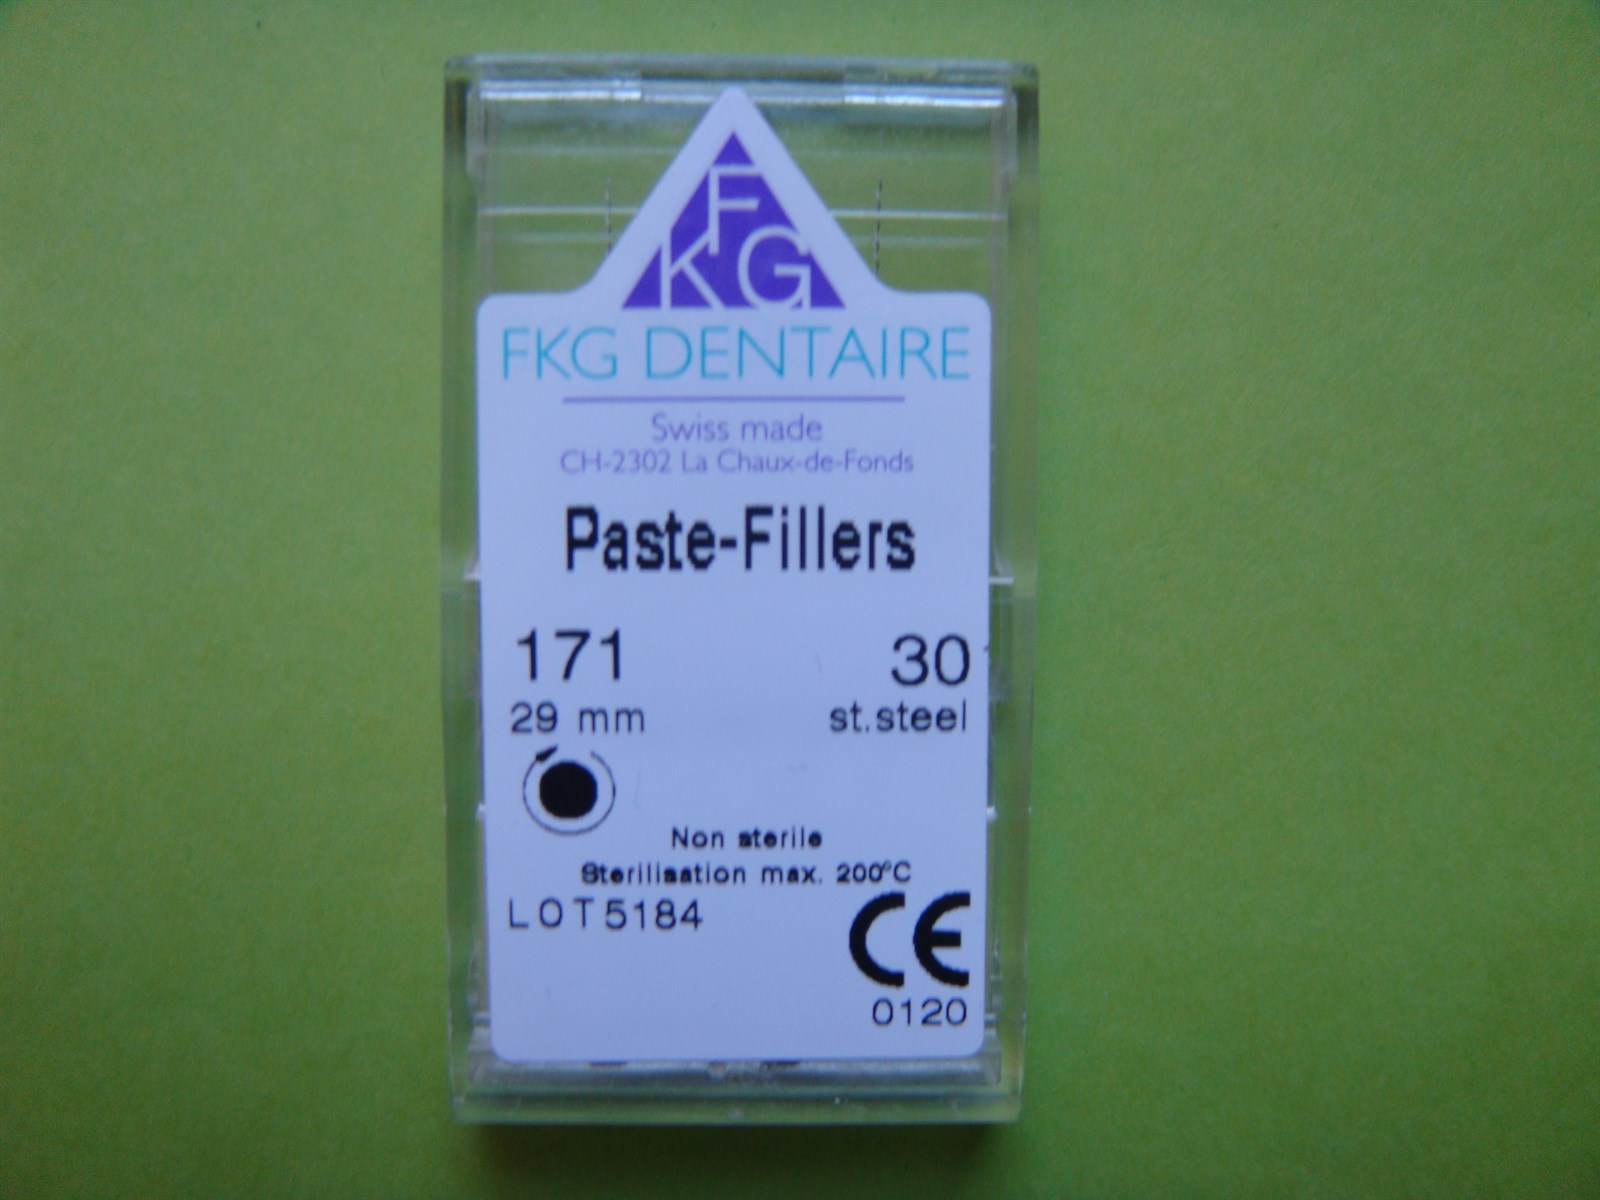 F
KG
FKG DENTAIRE
Swiss made
CH-2302 La Chaux-de-Fonds
Paste-Fillers
171 30
29 mm st.steel
Non sterile
Sterilisation max. 200°C
LOT5184
CE
0120